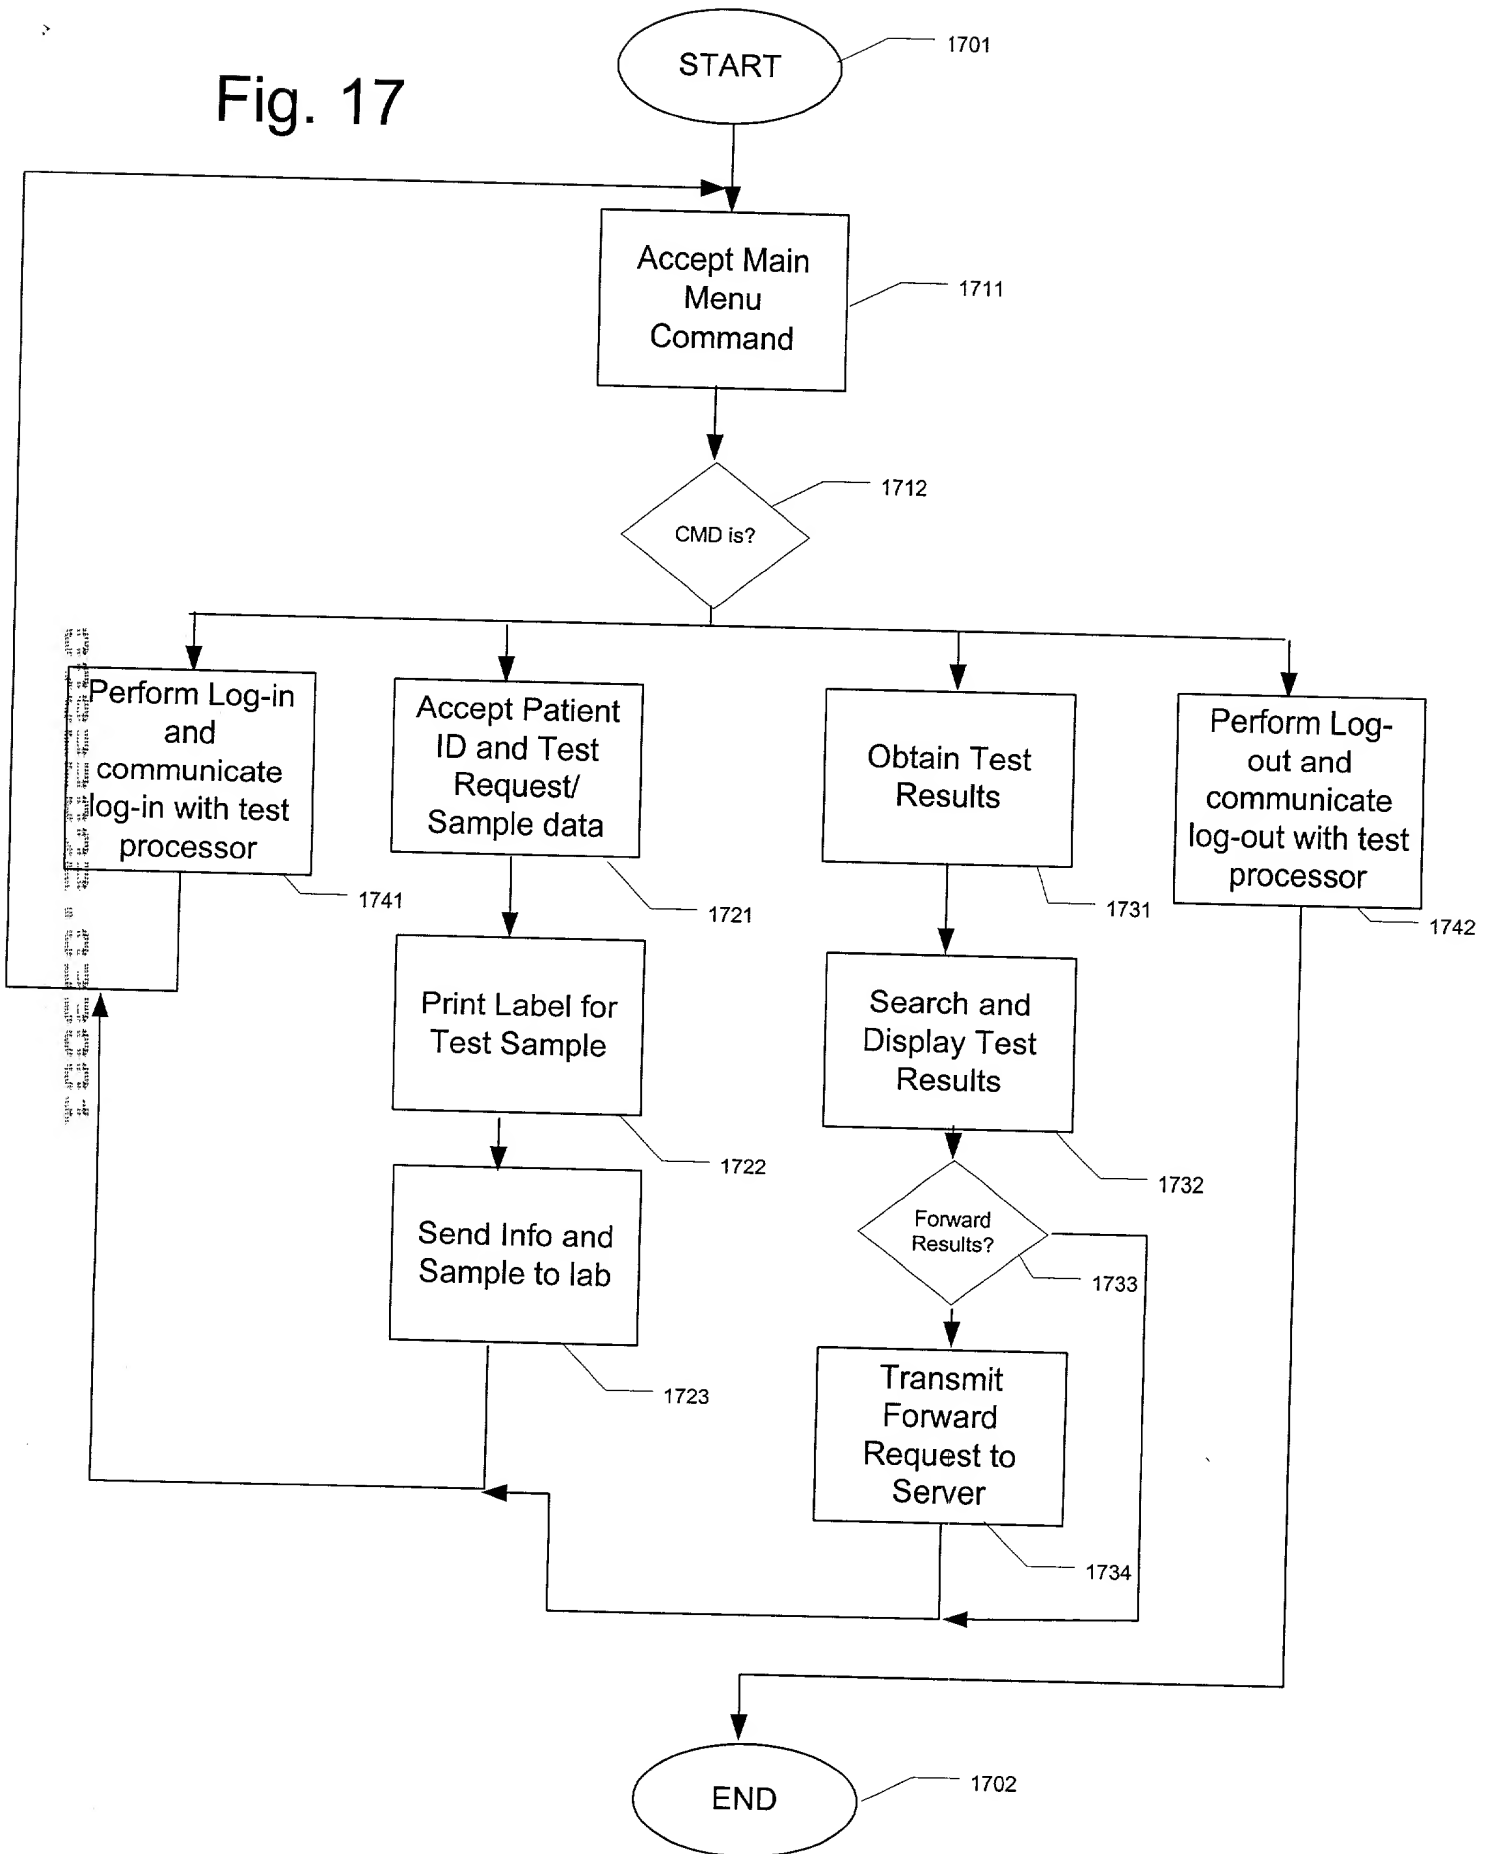 START
1701
Fig. 17
Accept Main
Menu
Command
1711
1712
CMD is?
Perform Log-in
and
communicate
log-in with test
processor
1741
Accept Patient
ID and Test
Request/
Sample data
1721
Obtain Test
Results
1731
Perform Log-
out and
communicate
log-out with test
processor
1742
Print Label for
Test Sample
1722
Search and
Display Test
Results
1732
Send Info and
Sample to lab
1723
Forward
Results?
1733
Transmit
Forward
Request to
Server
1734
END
1702